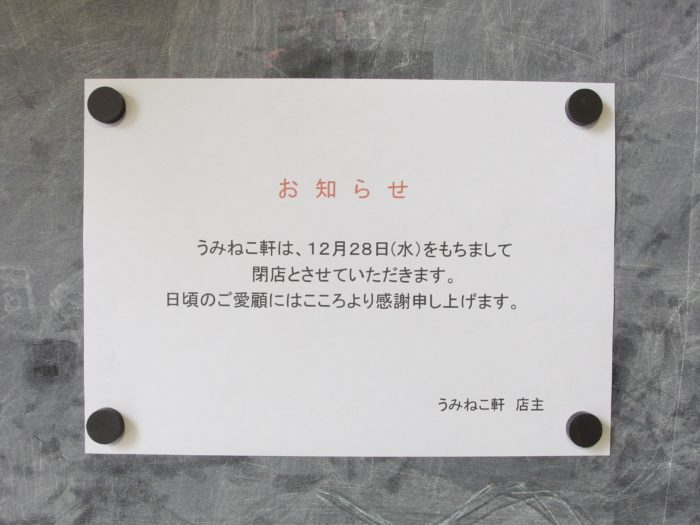 お知らせ
うみねこ軒は、12月28日(水)をもちまして
閉店とさせていただきます。
日頃のご愛顧にはこころより感謝申し上げます。
うみねこ軒 店主